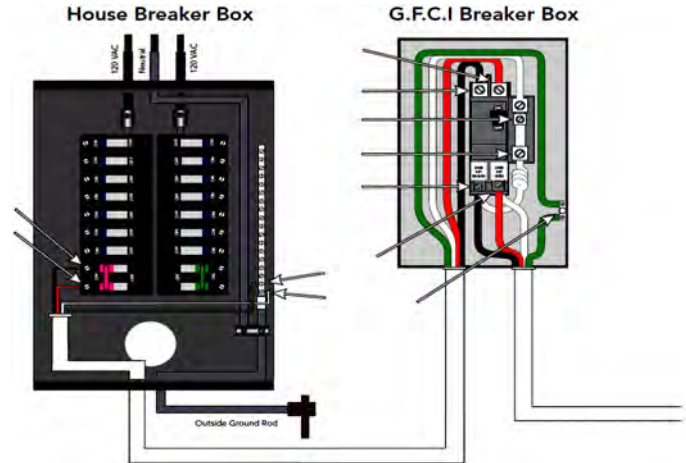 House Breaker Box
G.F.C.I Breaker Box
120 VAC
Neutral
120 VAC
Outside Ground Rod